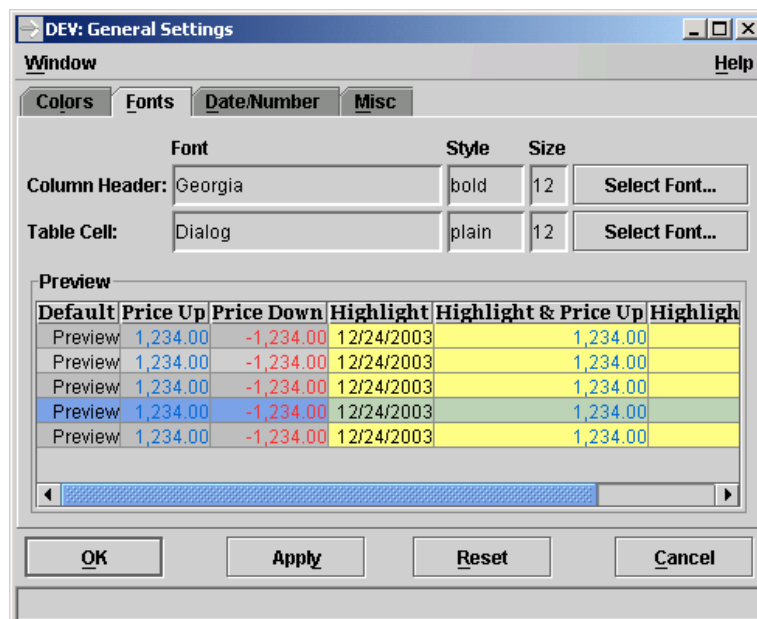 DEV: General Settings
Window Help
Colors Fonts Date/Number Misc
Font Style Size
Column Header: Georgia bold 12 Select Font...
Table Cell: Dialog plain 12 Select Font...
Preview
Default Price Up Price Down Highlight Highlight & Price Up Highligh
Preview 1,234.00 -1,234.00 12/24/2003 1,234.00
Preview 1,234.00 -1,234.00 12/24/2003 1,234.00
Preview 1,234.00 -1,234.00 12/24/2003 1,234.00
Preview 1,234.00 -1,234.00 12/24/2003 1,234.00
Preview 1,234.00 -1,234.00 12/24/2003 1,234.00
OK Apply Reset Cancel